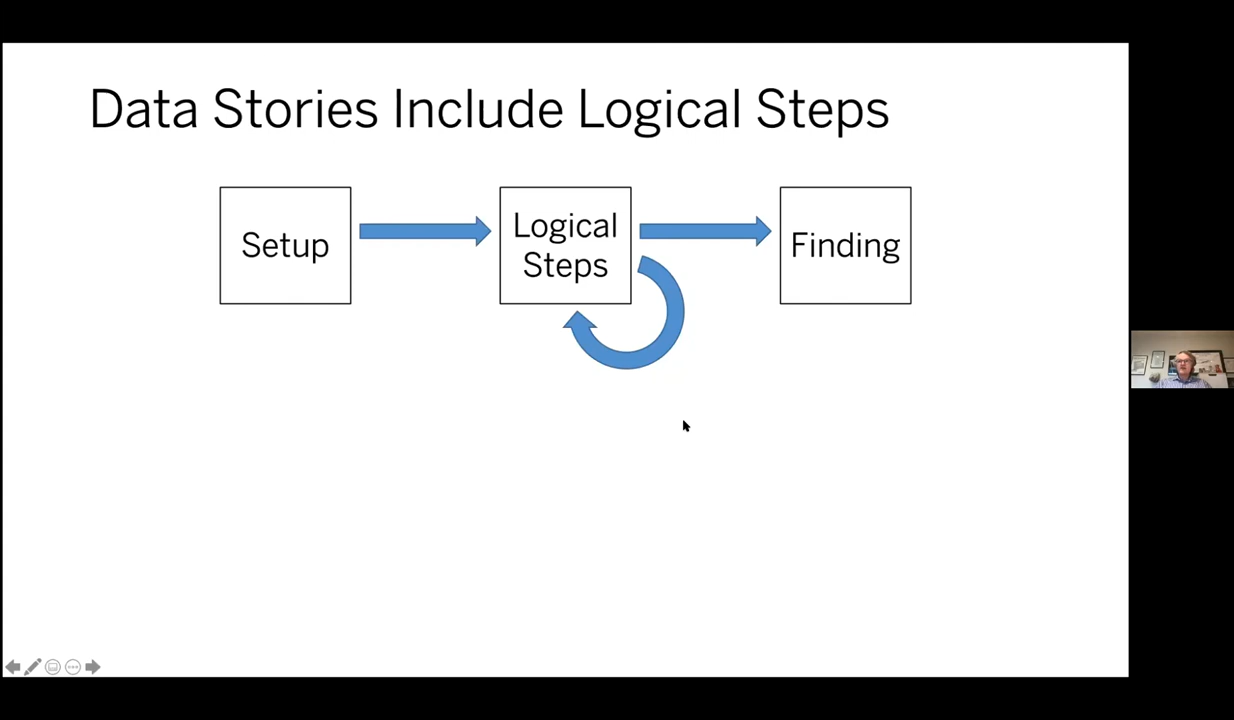 Data Stories Include Logical Steps
Setup
Logical
Steps
Finding